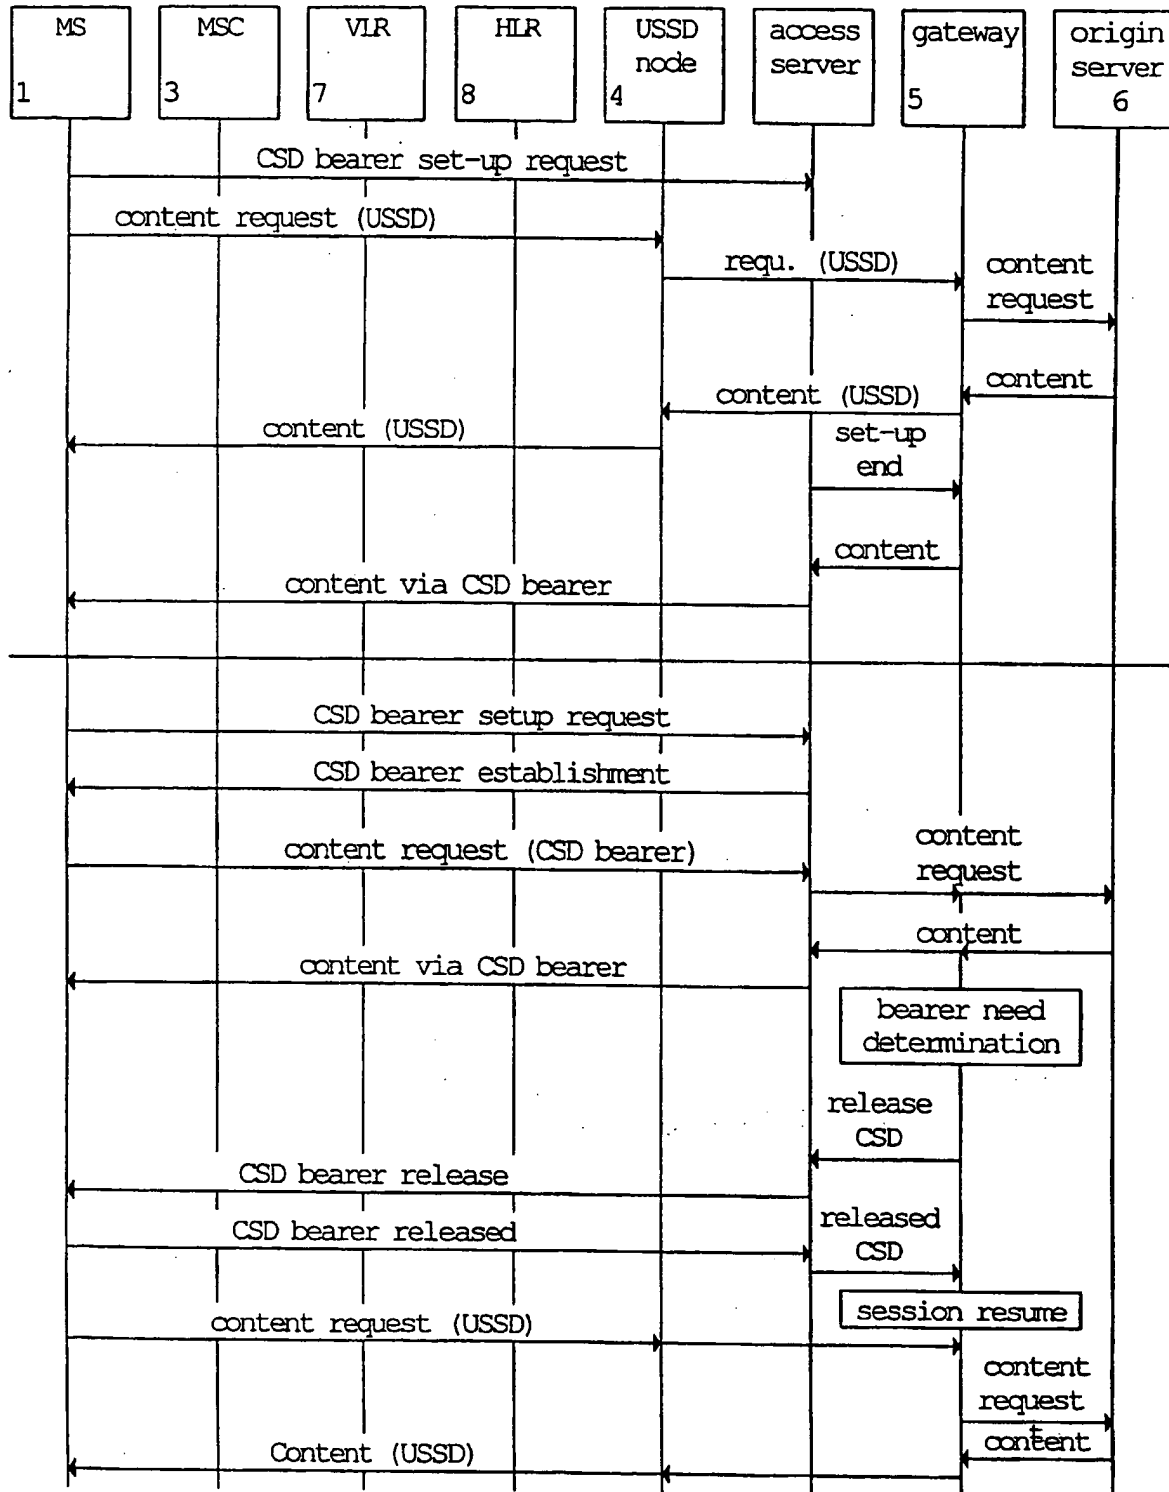 MS
1
MSC
3
VLR
7
HLR
8
USSD
node
4
access
server
gateway
5
origin
server
6
CSD bearer set-up request
content request (USSD)
requ. (USSD)
content
request
content
content (USSD)
content (USSD)
set-up
end
content
content via CSD bearer
CSD bearer setup request
CSD bearer establishment
content request (CSD bearer)
content
request
content
content via CSD bearer
bearer need
determination
release
CSD
CSD bearer release
CSD bearer released
released
CSD
session resume
content request (USSD)
content
request
content
Content (USSD)